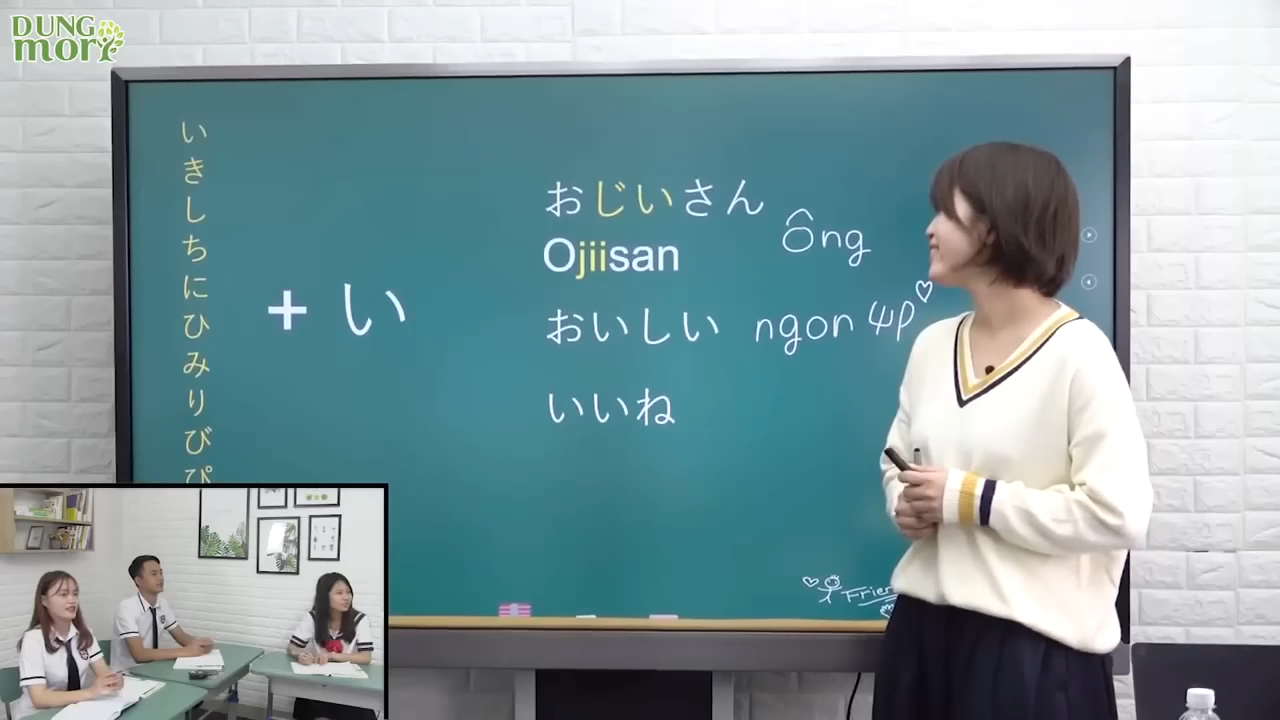 DUNG
mori
い
き
し
ち
に
ひ
み
り
び
ぴ
+ い
おじいさん
Ojiisan
ông
おいしい ngon
いいね